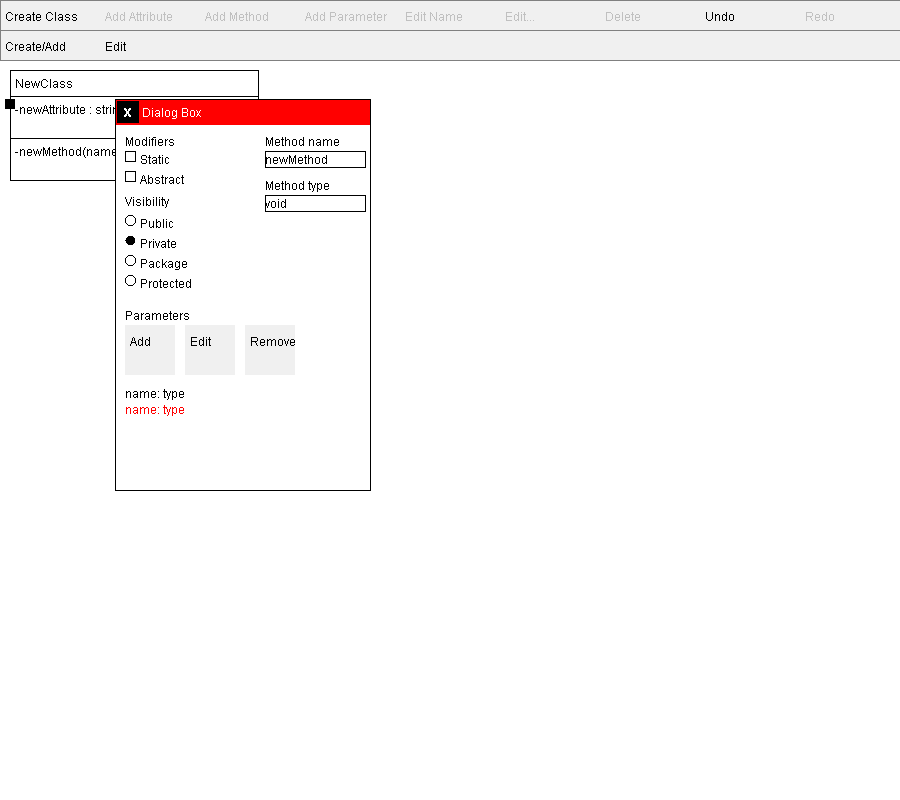 Create Class Add Attribute Add Method Add Parameter Edit Name Edit... Delete Undo Redo
Create/Add Edit
NewClass
-newAttribute : strin
-newMethod(name
X Dialog Box
Modifiers
Static
Abstract
Visibility
Public
Private
Package
Protected
Method name
newMethod
Method type
void
Parameters
Add Edit Remove
name: type
name: type